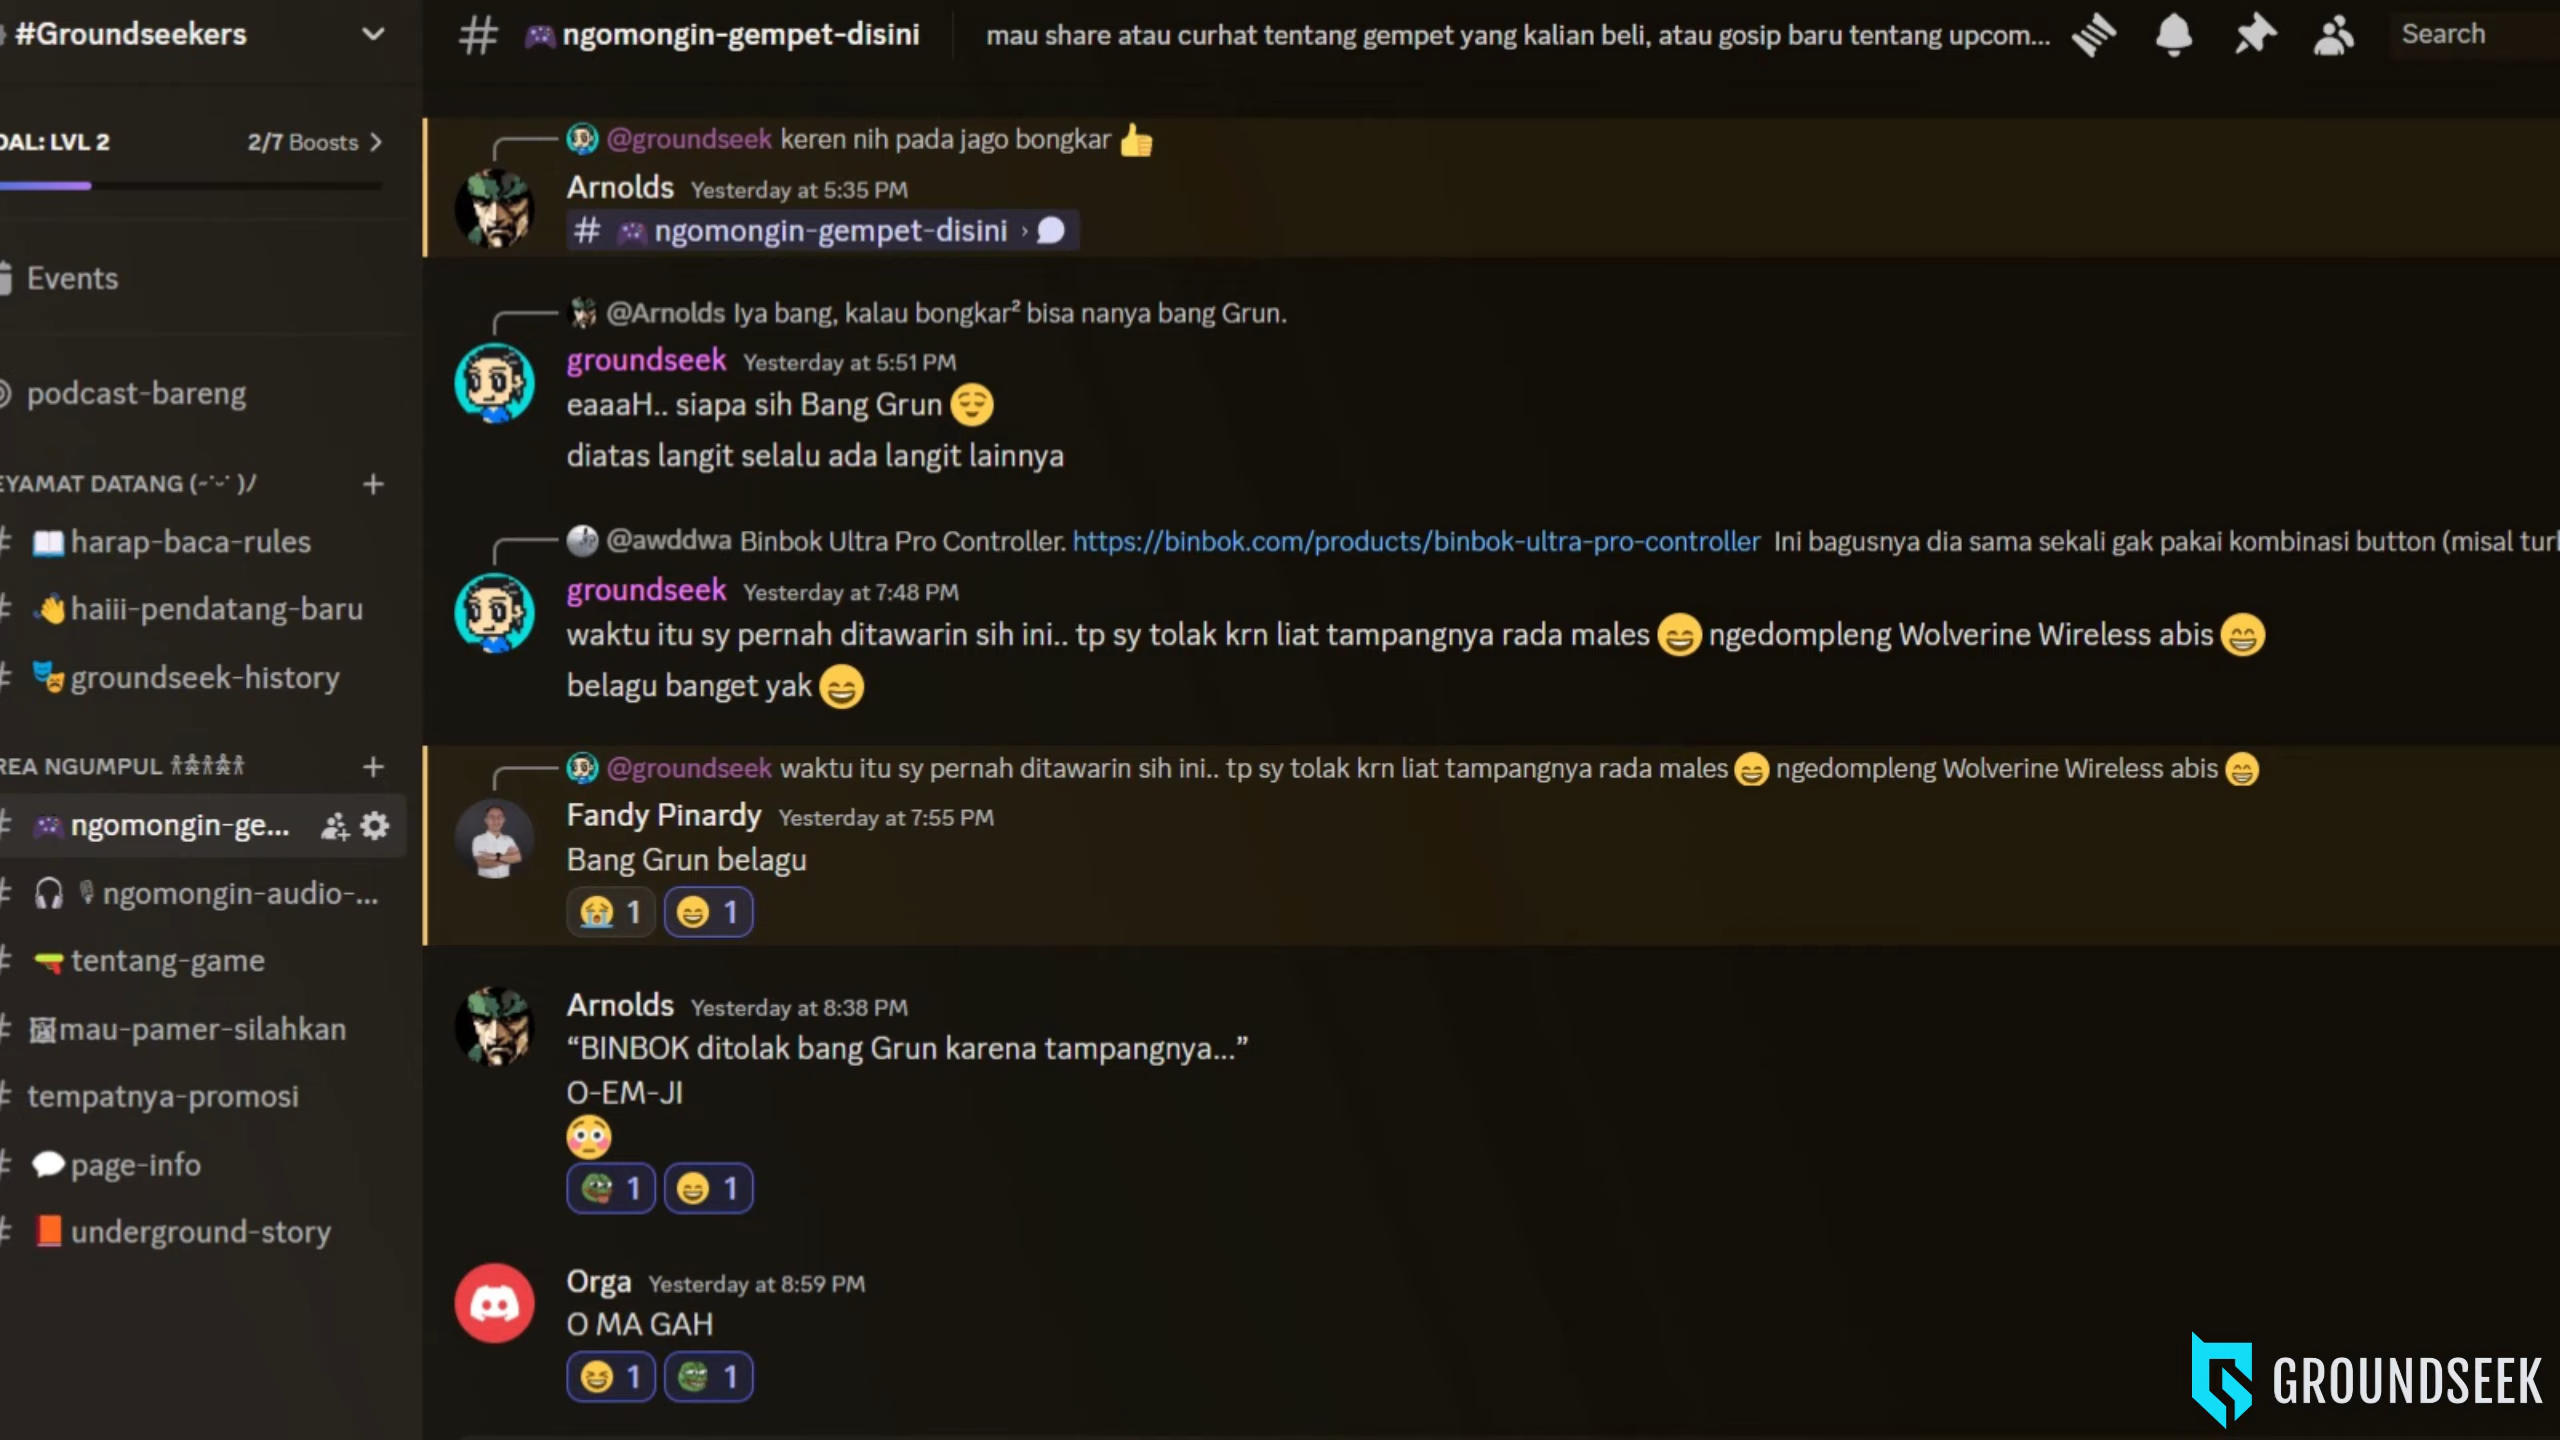 #Groundseekers
# 🎮 ngomongin-gempet-disini
mau share atau curhat tentang gempet yang kalian beli, atau gosip baru tentang upcom...
Search
LVL 2
2/7 Boosts >
Events
podcast-bareng
DATANG (
# 📖 harap-baca-rules
# 👋 haiii-pendatang-baru
# 🎭 groundseek-history
NGUMPUL
# 🎮 ngomongin-ge...
# 🎧 🎙 ngomongin-audio-...
# 🔫 tentang-game
# 🖼 mau-pamer-silahkan
# tempatnya-promosi
# 💬 page-info
# 📙 underground-story
@groundseek keren nih pada jago bongkar 👍
Arnolds Yesterday at 5:35 PM
# 🎮 ngomongin-gempet-disini ›
@Arnolds Iya bang, kalau bongkar² bisa nanya bang Grun.
groundseek Yesterday at 5:51 PM
eaaaH.. siapa sih Bang Grun 😌
diatas langit selalu ada langit lainnya
@awddwa Binbok Ultra Pro Controller. https://binbok.com/products/binbok-ultra-pro-controller Ini bagusnya dia sama sekali gak pakai kombinasi button (misal
groundseek Yesterday at 7:48 PM
waktu itu sy pernah ditawarin sih ini.. tp sy tolak krn liat tampangnya rada males 😄 ngedompleng Wolverine Wireless abis 😁
belagu banget yak 😄
@groundseek waktu itu sy pernah ditawarin sih ini.. tp sy tolak krn liat tampangnya rada males 😄 ngedompleng Wolverine Wireless abis 😁
Fandy Pinardy Yesterday at 7:55 PM
Bang Grun belagu
😭 1 😄 1
Arnolds Yesterday at 8:38 PM
“BINBOK ditolak bang Grun karena tampangnya...”
O-EM-JI
😳
1 😄 1
Orga Yesterday at 8:59 PM
O MA GAH
😆 1 1
GROUNDSEEK